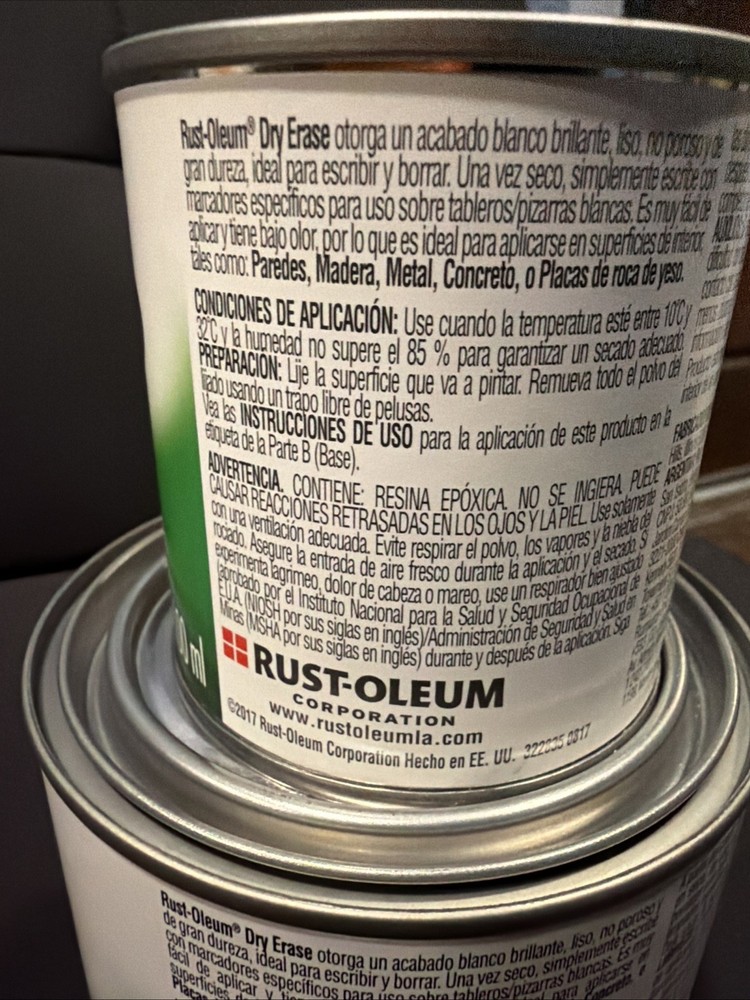 Rust-Oleum® Dry Erase otorga un acabado blanco brillante, liso, no poroso y de
gran dureza, ideal para escribir y borrar. Una vez seco, simplemente escribe con
marcadores específicos para uso sobre tableros/pizarras blancas. Es muy fácil de
aplicar y tiene bajo olor, por lo que es ideal para aplicarse en superficies de interior,
tales como: Paredes, Madera, Metal, Concreto, o Placas de roca de yeso.
CONDICIONES DE APLICACIÓN: Use cuando la temperatura esté entre 10°C y
32°C y la humedad no supere el 85 % para garantizar un secado adecuado.
PREPARACIÓN: Lije la superficie que va a pintar. Remueva todo el polvo del
lijado usando un trapo libre de pelusas.
Vea las INSTRUCCIONES DE USO para la aplicación de este producto en la
etiqueta de la Parte B (Base).
ADVERTENCIA. CONTIENE: RESINA EPÓXICA. NO SE INGIERA. PUEDE
CAUSAR REACCIONES RETRASADAS EN LOS OJOS Y LA PIEL. Use solamente
con una ventilación adecuada. Evite respirar el polvo, los vapores y la niebla del
rociado. Asegure la entrada de aire fresco durante la aplicación y el secado. Si
experimenta lagrimeo, dolor de cabeza o mareo, use un respirador bien ajustado
(aprobado por el Instituto Nacional para la Salud y Seguridad Ocupacional de
E.U.A. (NIOSH por sus siglas en inglés)/Administración de Seguridad y Salud en
Minas (MSHA por sus siglas en inglés) durante y después de la aplicación. Siga
RUST-OLEUM
CORPORATION
www.rustoleumla.com
©2017 Rust-Oleum Corporation Hecho en EE. UU. 322835 0317
ml
Rust-Oleum® Dry Erase otorga un acabado blanco brillante, liso, no poroso y
de gran dureza, ideal para escribir y borrar. Una vez seco, simplemente escribe
con marcadores específicos para uso sobre tableros/pizarras blancas. Es muy
fácil de aplicar y para aplicarse en
superficies